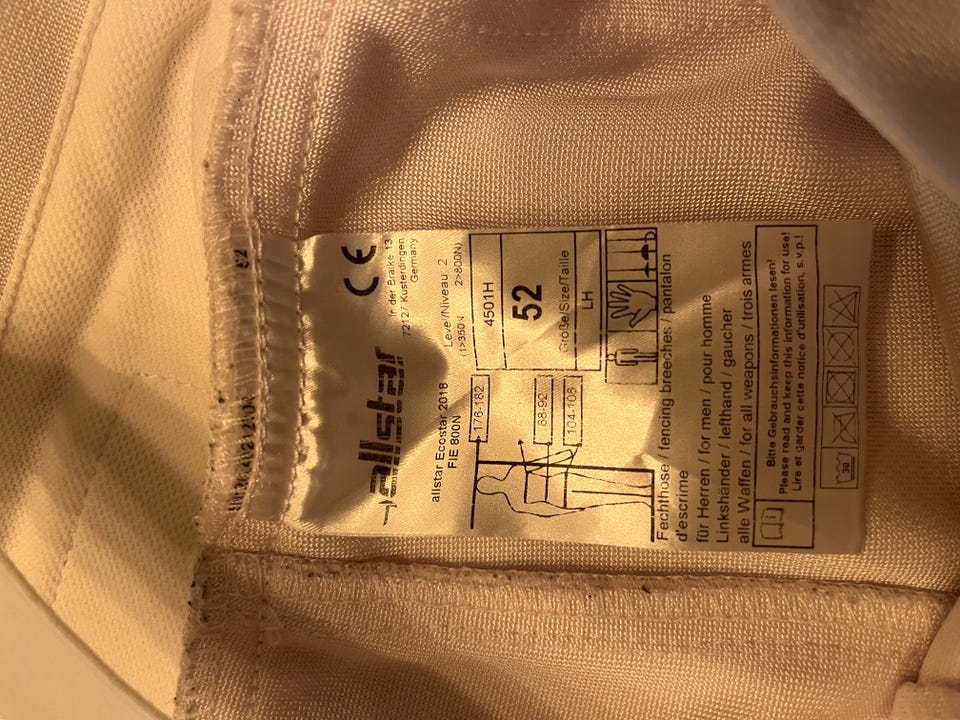 52
allstar
CE
In der Braike 13
72127 Kusterdingen
Germany
allstar Ecostar 2018
FIE 800N
Level/Niveau 2
(1>350N 2>800N)
176-182
88-92
104-106
4501H
52
Größe/Size/Taille
LH
Fechthose / fencing breeches / pantalon
d'escrime
für Herren / for men / pour homme
Linkshänder / lefthand / gaucher
alle Waffen / for all weapons / trois armes
Bitte Gebrauchsinformationen lesen!
Please read and keep this information for use!
Lire et garder cette notice d'utilisation, s.v.p.!
30